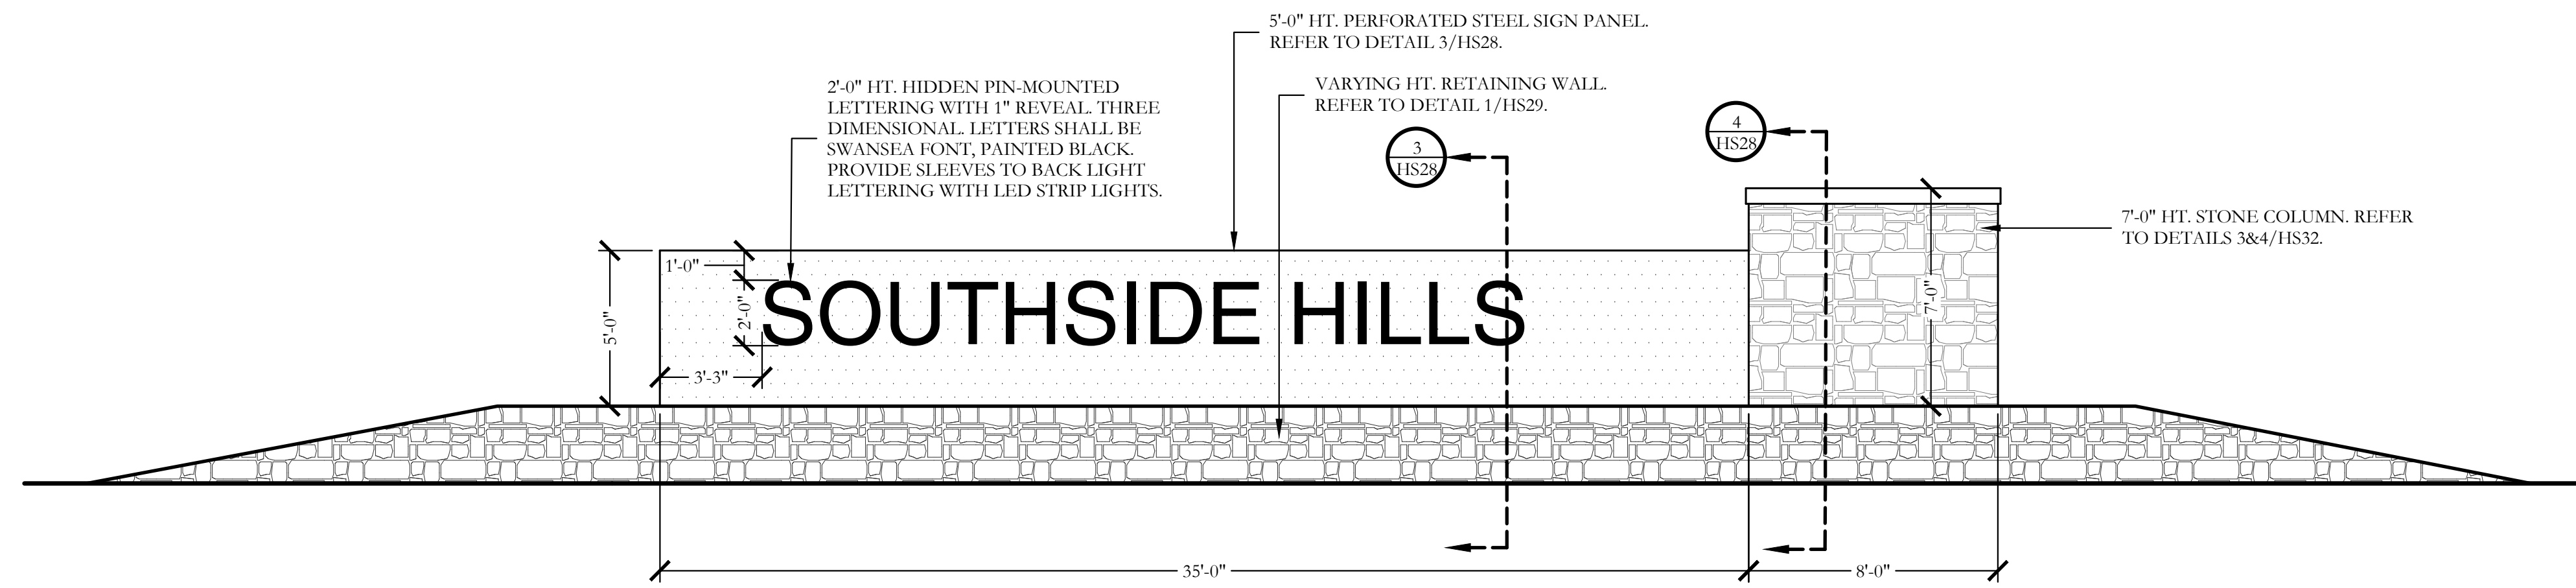 5'-0" HT. PERFORATED STEEL SIGN PANEL.
REFER TO DETAIL 3/HS28.
2'-0" HT. HIDDEN PIN-MOUNTED
LETTERING WITH 1" REVEAL. THREE
DIMENSIONAL. LETTERS SHALL BE
SWANSEA FONT, PAINTED BLACK.
PROVIDE SLEEVES TO BACK LIGHT
LETTERING WITH LED STRIP LIGHTS.
VARYING HT. RETAINING WALL.
REFER TO DETAIL 1/HS29.
3
HS28
4
HS28
7'-0" HT. STONE COLUMN. REFER
TO DETAILS 3&4/HS32.
1'-0"
2'-0"
5'-0"
3'-3"
SOUTHSIDE HILLS
7'-0"
35'-0"
8'-0"